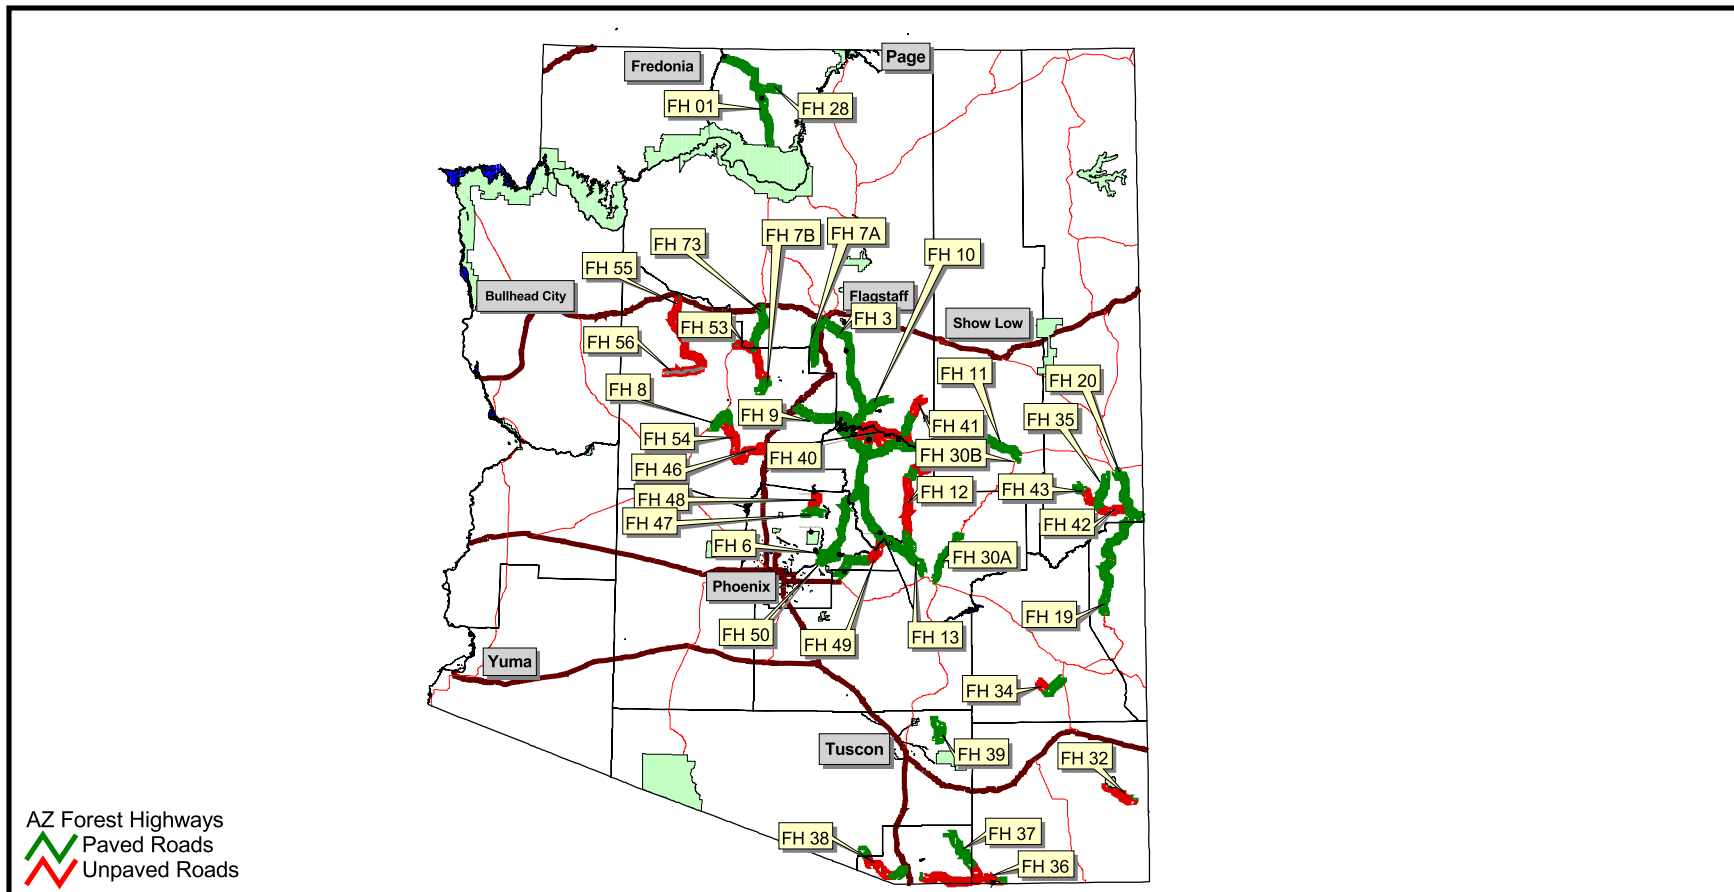 Page
Fredonia
FH 01
FH 28
FH 7B
FH 7A
FH 73
FH 10
FH 55
Bullhead City
Flagstaff
FH 3
Show Low
FH 53
FH 56
FH 11
FH 20
FH 8
FH 9
FH 41
FH 35
FH 54
FH 40
FH 30B
FH 46
FH 12
FH 43
FH 48
FH 47
FH 42
FH 6
FH 30A
Phoenix
FH 19
FH 50
FH 49
FH 13
Yuma
FH 34
Tuscon
FH 39
FH 32
FH 38
FH 37
FH 36
AZ Forest Highways
Paved Roads
Unpaved Roads